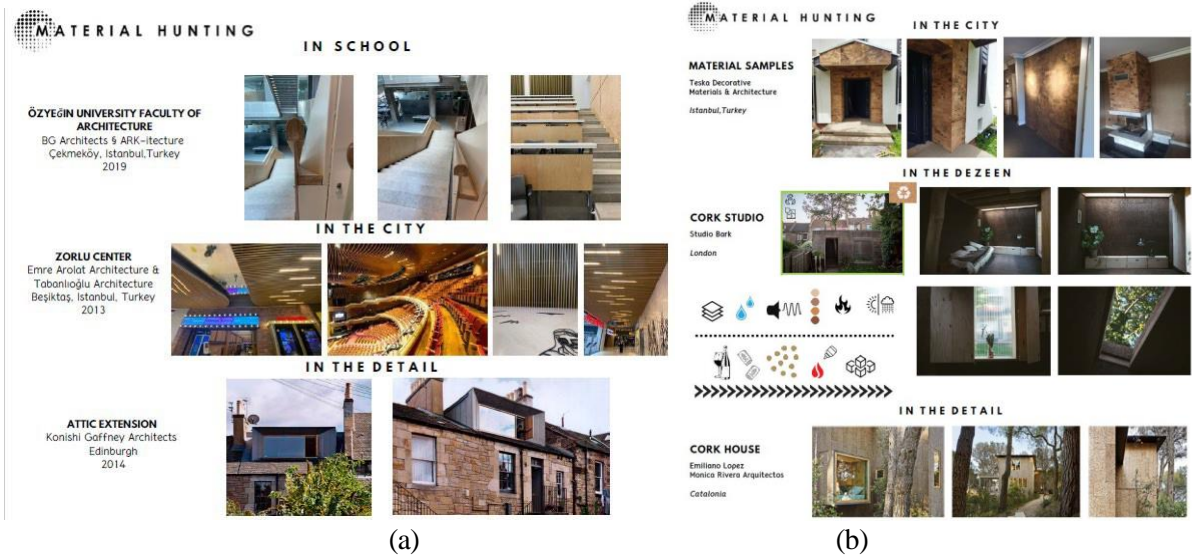 MATERIAL HUNTING
IN SCHOOL
ÖZYEĞİN UNIVERSITY FACULTY OF
ARCHITECTURE
BG Architects § ARK-itecture
Çekmeköy, Istanbul,Turkey
2019
IN THE CITY
ZORLU CENTER
Emre Arolat Architecture &
Tabanlıoğlu Architecture
Beşiktaş, Istanbul, Turkey
2013
IN THE DETAIL
ATTIC EXTENSION
Konishi Gaffney Architects
Edinburgh
2014
(a)
MATERIAL HUNTING
IN THE CITY
MATERIAL SAMPLES
Teska Decorative
Materials & Architecture
Istanbul,Turkey
IN THE DEZEEN
CORK STUDIO
Studio Bark
London
IN THE DETAIL
CORK HOUSE
Emiliano Lopez
Monica Rivera Arquitectos
Catalonia
(b)